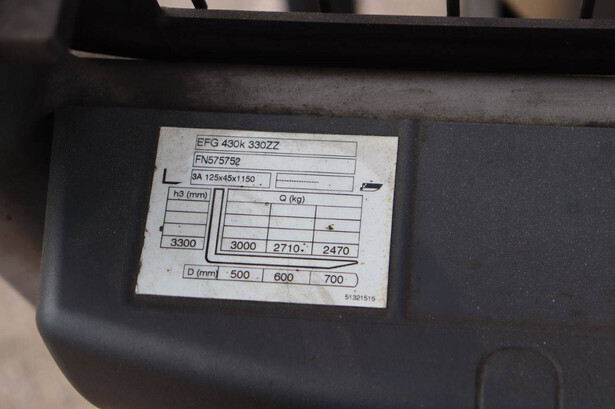 EFG 430k 330ZZ
FN575752
3A 125x45x1150 --------------
h3 (mm) Q (kg)
3300 3000 2710 2470
D (mm) 500 600 700
51321515